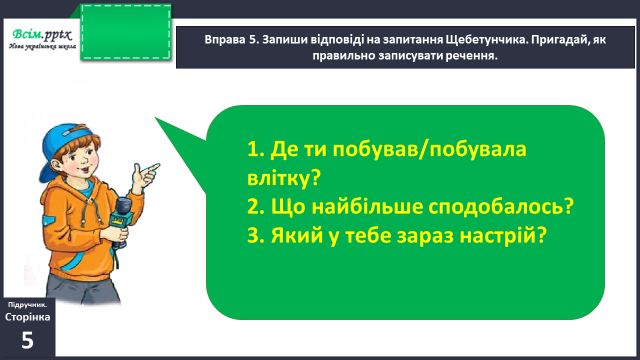 Всім.pptx
Нова українська школа
Вправа 5. Запиши відповіді на запитання Щебетунчика. Пригадай, як
правильно записувати речення.
1. Де ти побував/побувала
влітку?
2. Що найбільше сподобалось?
3. Який у тебе зараз настрій?
Підручник.
Сторінка
5